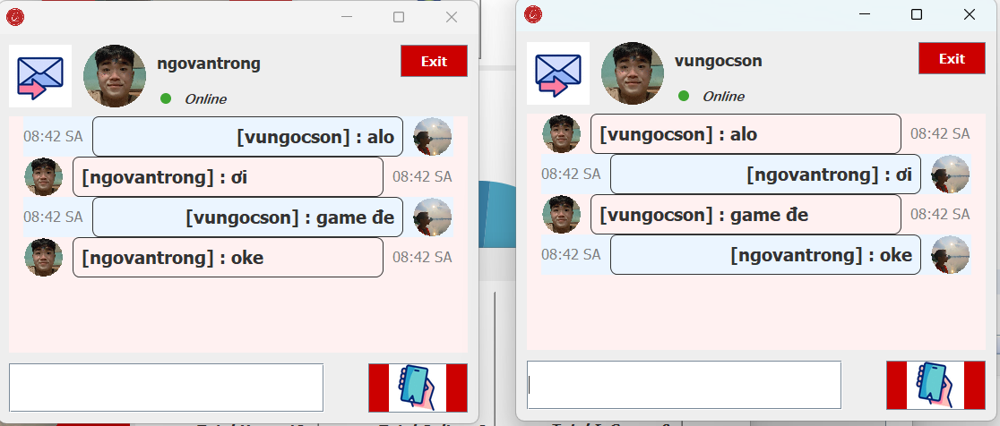 ngovantrong
Exit
Online
08:42 SA
[vungocson] : alo
[ngovantrong] : ơi
08:42 SA
08:42 SA
[vungocson] : game đe
[ngovantrong] : oke
08:42 SA
vungocson
Exit
Online
[vungocson] : alo
08:42 SA
08:42 SA
[ngovantrong] : ơi
[vungocson] : game đe
08:42 SA
08:42 SA
[ngovantrong] : oke